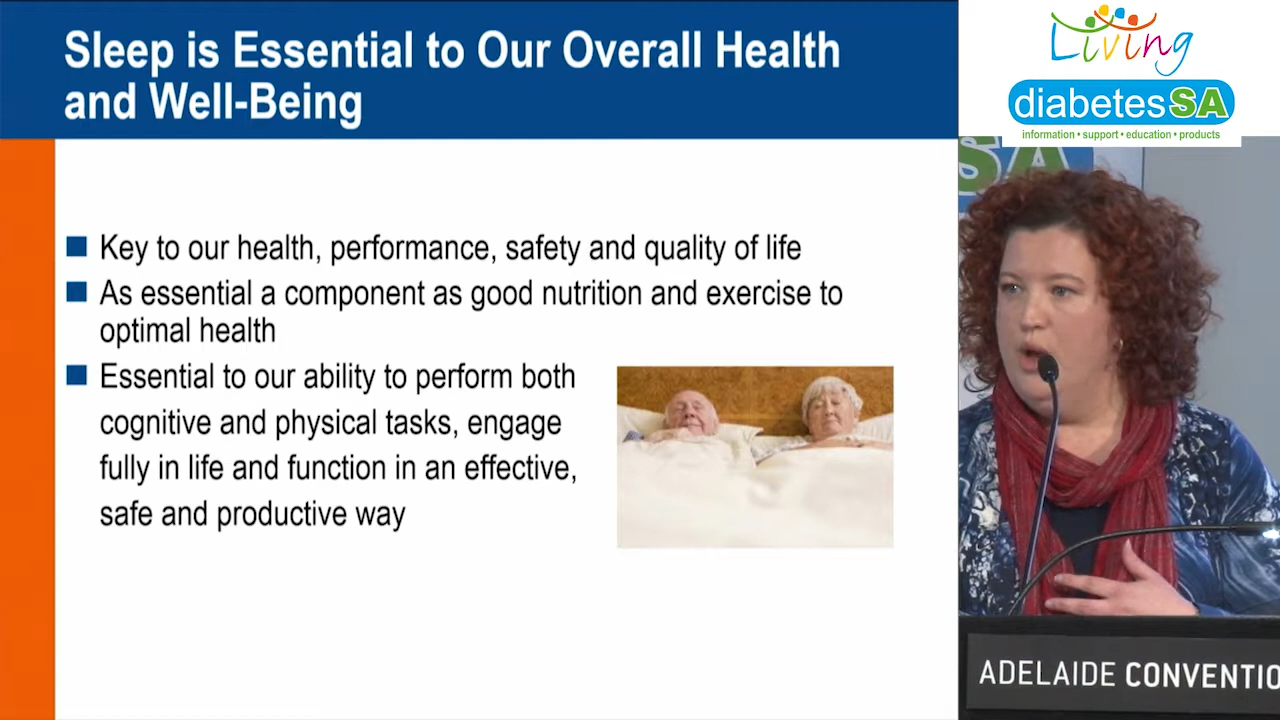 Sleep is Essential to Our Overall Health
and Well-Being
Key to our health, performance, safety and quality of life
As essential a component as good nutrition and exercise to
optimal health
Essential to our ability to perform both
cognitive and physical tasks, engage
fully in life and function in an effective,
safe and productive way
Living
diabetesSA
information • support • education • products
SA
ADELAIDE CONVENTIO